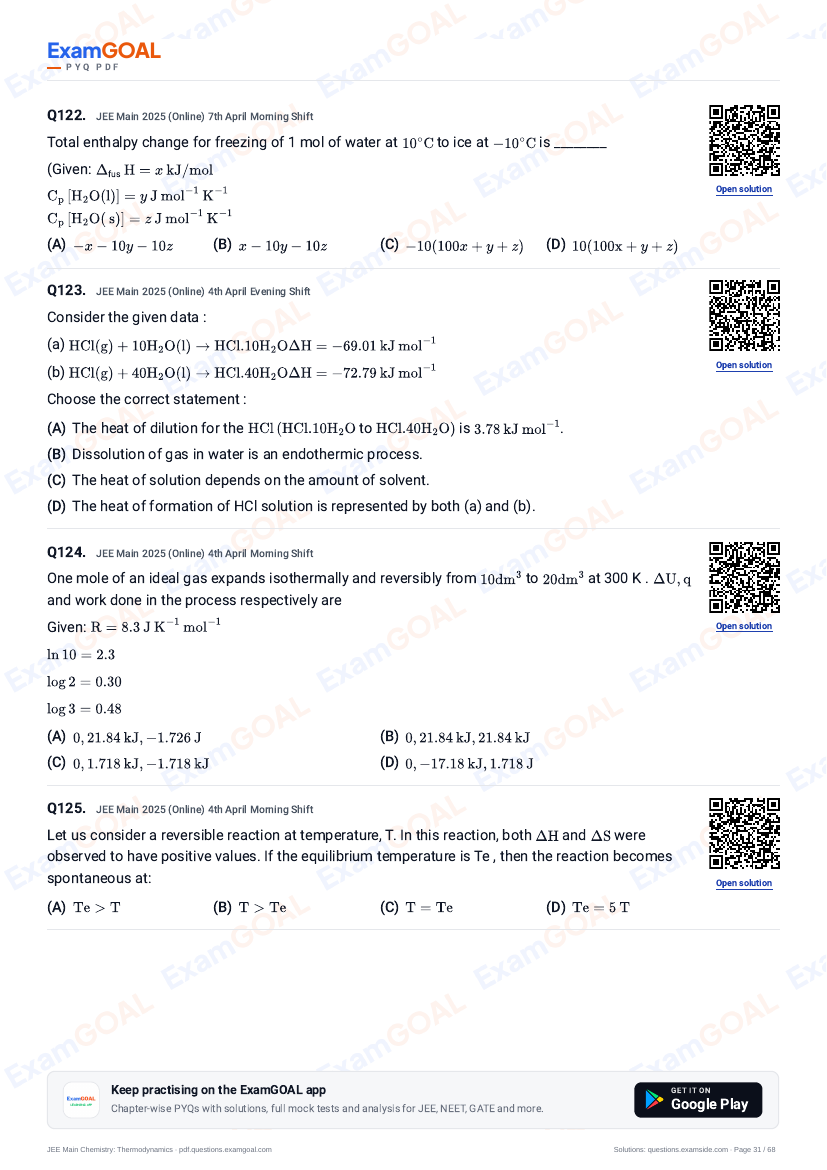 ExamGOAL
PYQ PDF
Q122. JEE Main 2025 (Online) 7th April Morning Shift
Total enthalpy change for freezing of 1 mol of water at 10°C to ice at −10°C is ________
(Given: Δ_fus H = x kJ/mol
C_p [H₂O(l)] = y J mol⁻¹ K⁻¹
C_p [H₂O( s)] = z J mol⁻¹ K⁻¹
(A) −x − 10y − 10z (B) x − 10y − 10z (C) −10(100x + y + z) (D) 10(100x + y + z)
Open solution
Q123. JEE Main 2025 (Online) 4th April Evening Shift
Consider the given data :
(a) HCl(g) + 10H₂O(l) → HCl.10H₂OΔH = −69.01 kJ mol⁻¹
(b) HCl(g) + 40H₂O(l) → HCl.40H₂OΔH = −72.79 kJ mol⁻¹
Choose the correct statement :
(A) The heat of dilution for the HCl (HCl.10H₂O to HCl.40H₂O) is 3.78 kJ mol⁻¹.
(B) Dissolution of gas in water is an endothermic process.
(C) The heat of solution depends on the amount of solvent.
(D) The heat of formation of HCl solution is represented by both (a) and (b).
Open solution
Q124. JEE Main 2025 (Online) 4th April Morning Shift
One mole of an ideal gas expands isothermally and reversibly from 10dm³ to 20dm³ at 300 K . ΔU, q
and work done in the process respectively are
Given: R = 8.3 J K⁻¹ mol⁻¹
ln 10 = 2.3
log 2 = 0.30
log 3 = 0.48
(A) 0, 21.84 kJ, −1.726 J (B) 0, 21.84 kJ, 21.84 kJ
(C) 0, 1.718 kJ, −1.718 kJ (D) 0, −17.18 kJ, 1.718 J
Open solution
Q125. JEE Main 2025 (Online) 4th April Morning Shift
Let us consider a reversible reaction at temperature, T. In this reaction, both ΔH and ΔS were
observed to have positive values. If the equilibrium temperature is Te , then the reaction becomes
spontaneous at:
(A) Te > T (B) T > Te (C) T = Te (D) Te = 5 T
Open solution
Keep practising on the ExamGOAL app
Chapter-wise PYQs with solutions, full mock tests and analysis for JEE, NEET, GATE and more.
ExamGOAL
GET IT ON
Google Play
JEE Main Chemistry: Thermodynamics · pdf.questions.examgoal.com
Solutions: questions.examside.com · Page 31 / 68